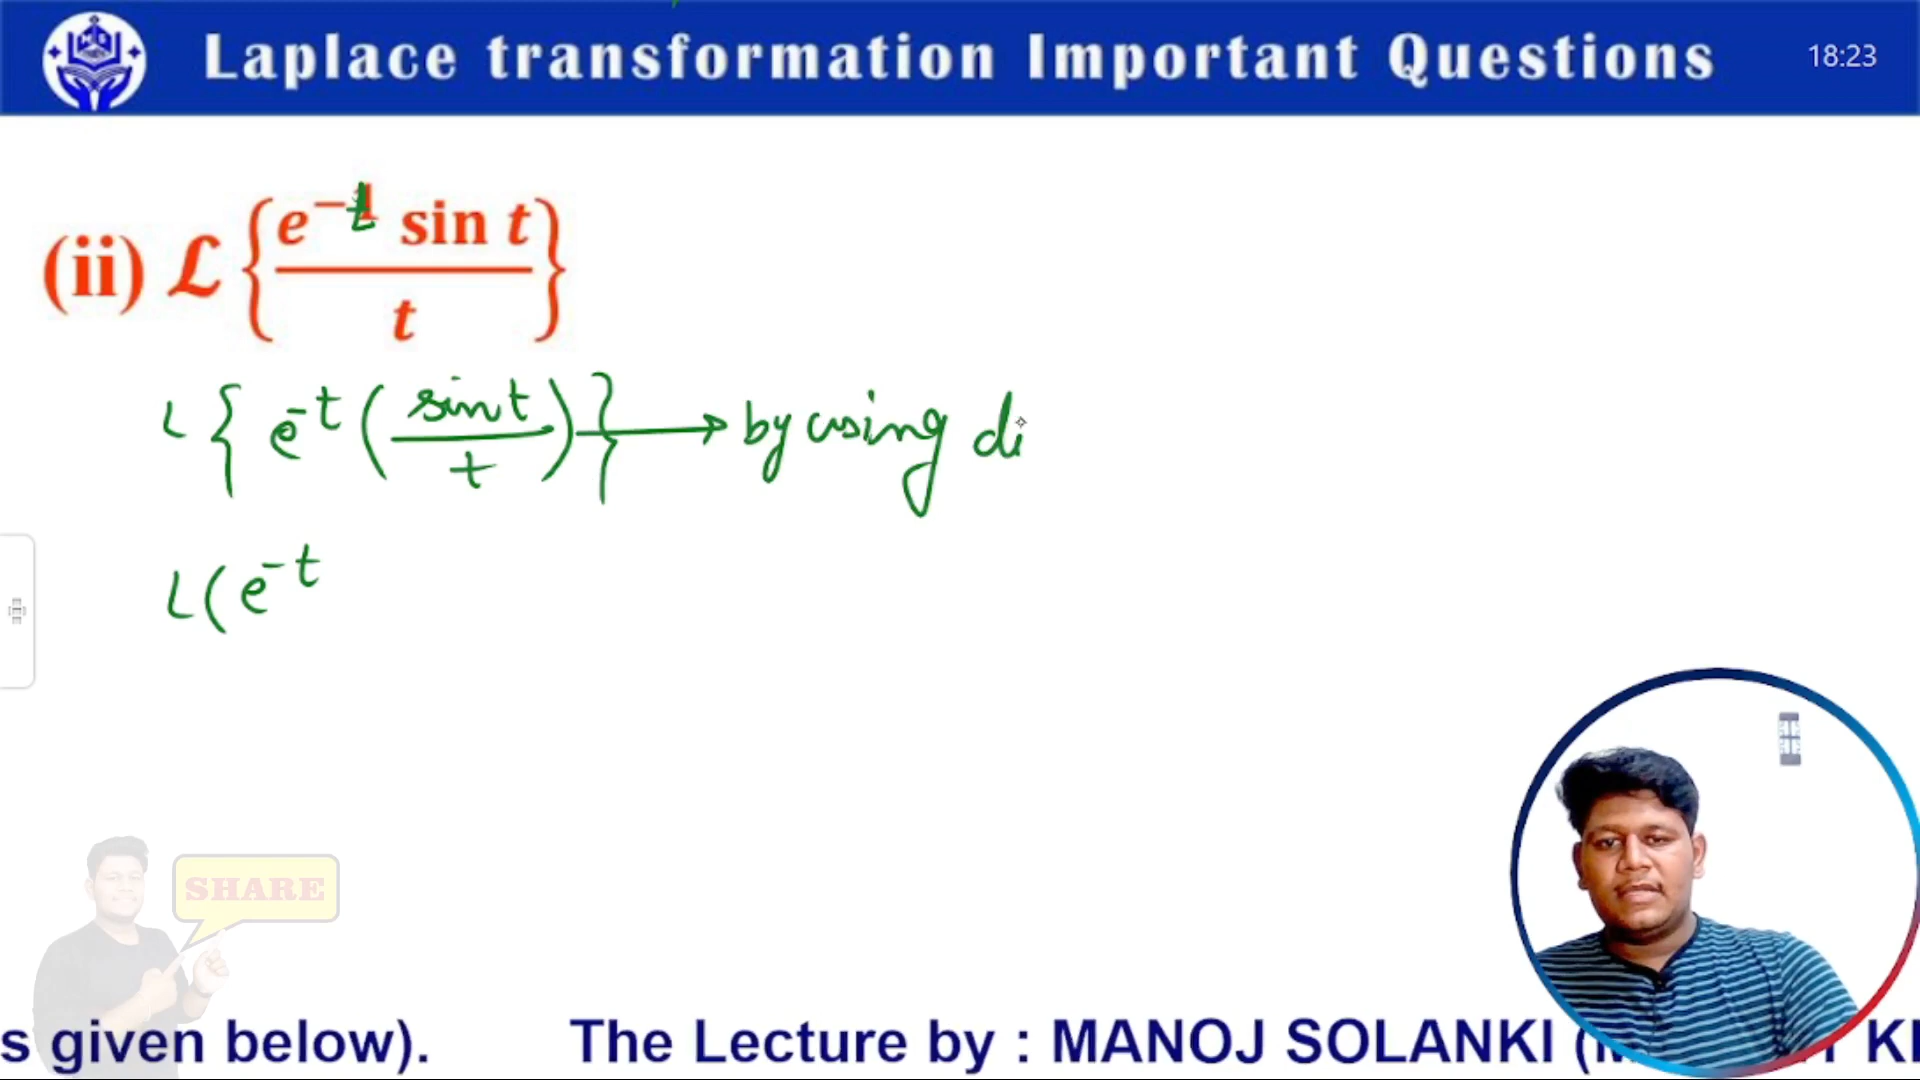 Laplace transformation Important Questions 18:23
(ii) ℒ{e^-t sin t / t}
L{e^-t (sin t / t)} → by using di
L(e^-t
SHARE
s given below). The Lecture by : MANOJ SOLANKI (